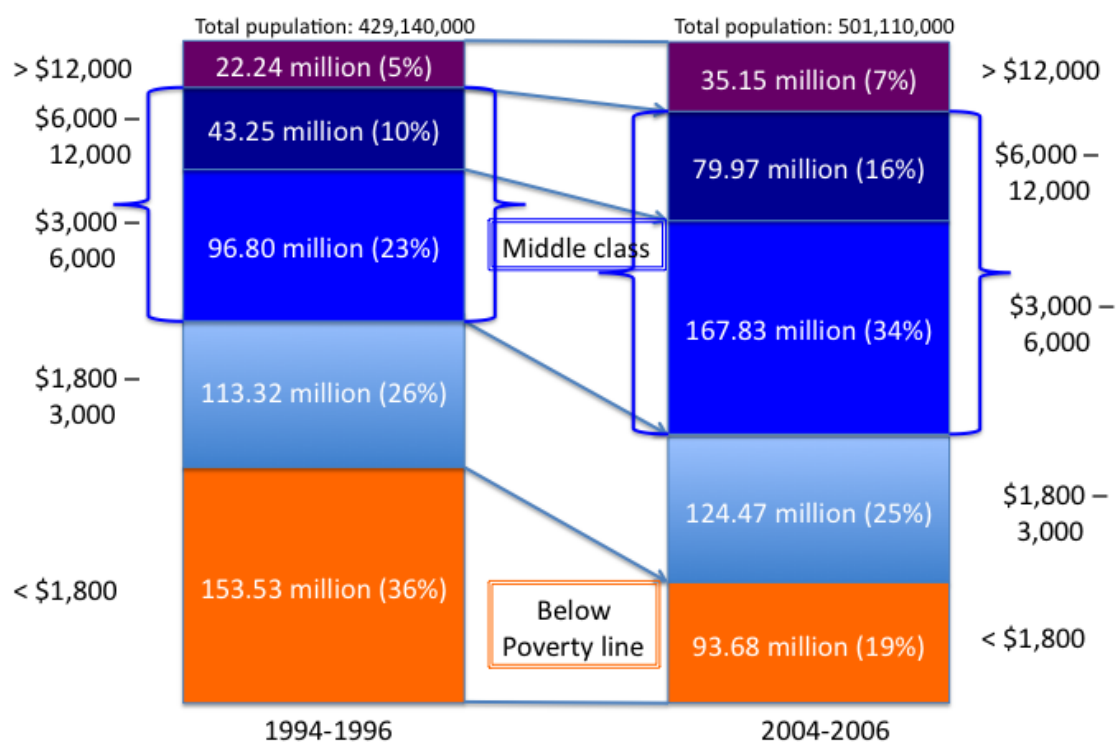 Total pupulation: 429,140,000
Total population: 501,110,000
> $12,000
22.24 million (5%)
35.15 million (7%)
> $12,000
$6,000 –
12,000
43.25 million (10%)
79.97 million (16%)
$6,000 –
12,000
$3,000 –
6,000
96.80 million (23%)
Middle class
167.83 million (34%)
$3,000 –
6,000
$1,800 –
3,000
113.32 million (26%)
124.47 million (25%)
$1,800 –
3,000
< $1,800
153.53 million (36%)
Below
Poverty line
93.68 million (19%)
< $1,800
1994-1996
2004-2006